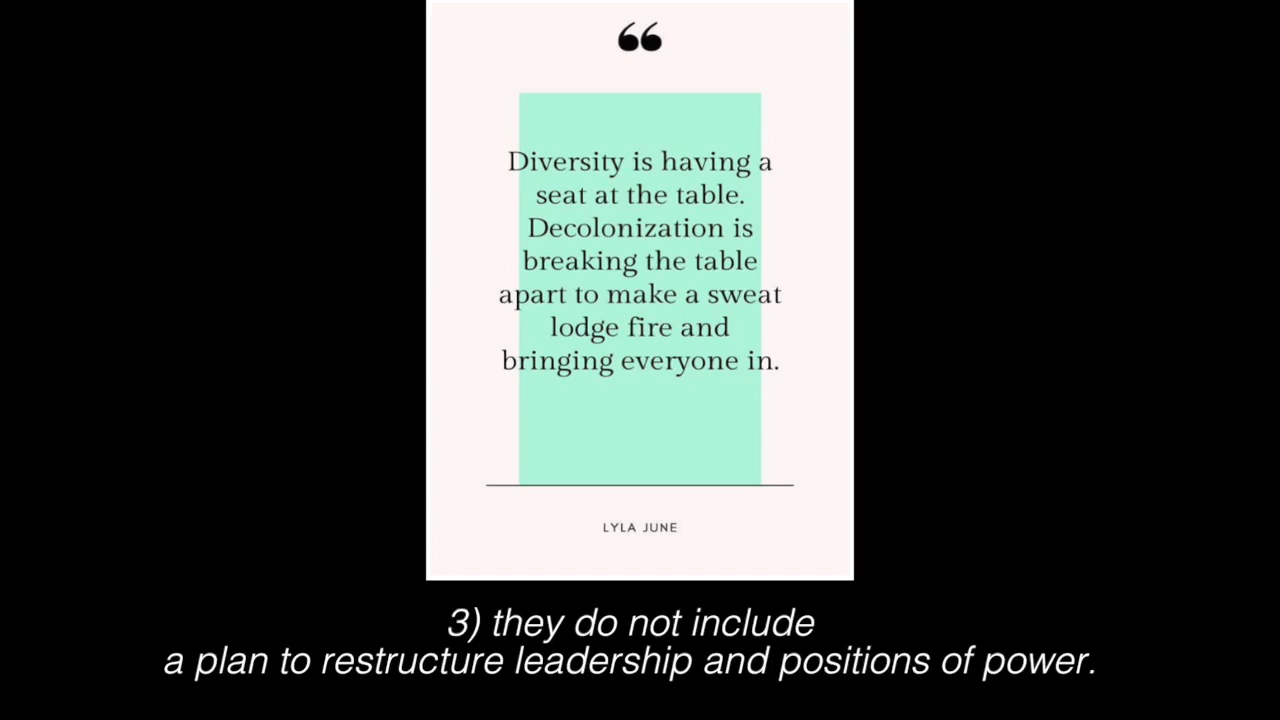 ❝
Diversity is having a
seat at the table.
Decolonization is
breaking the table
apart to make a sweat
lodge fire and
bringing everyone in.
LYLA JUNE
3) they do not include
a plan to restructure leadership and positions of power.